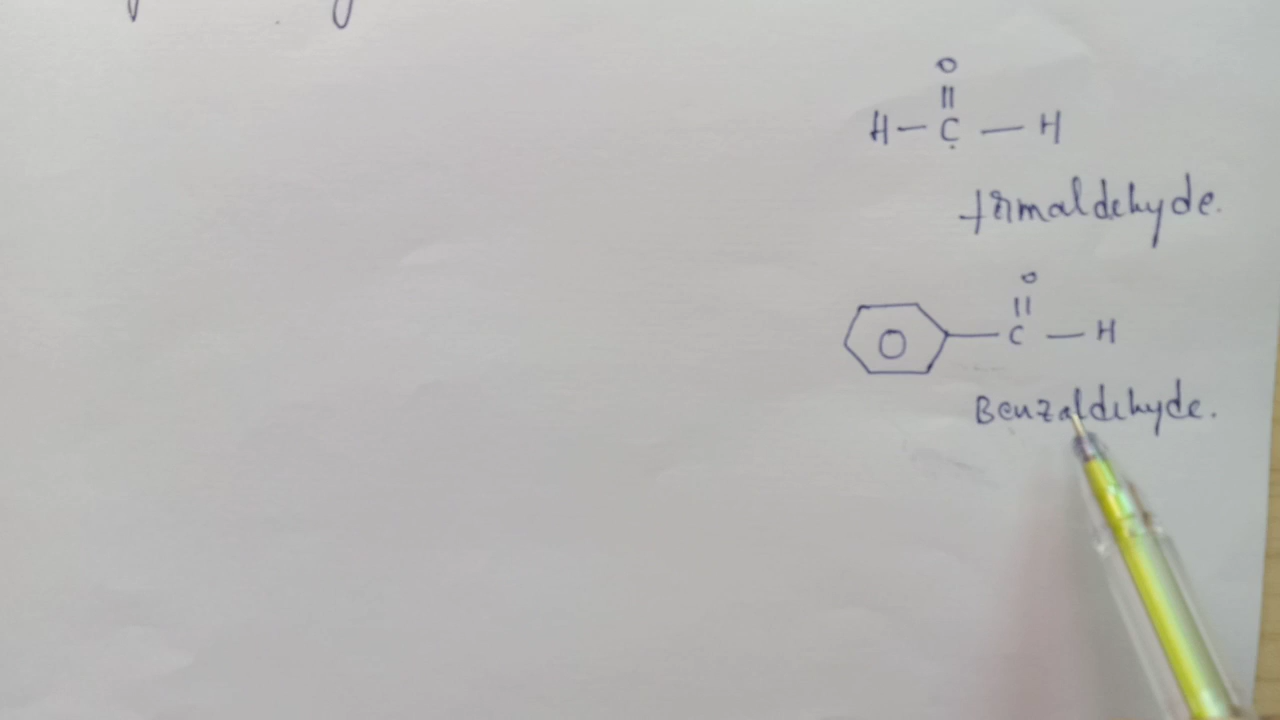 O
||
H — C — H
formaldehyde.
O
||
C — H
Benzaldehyde.